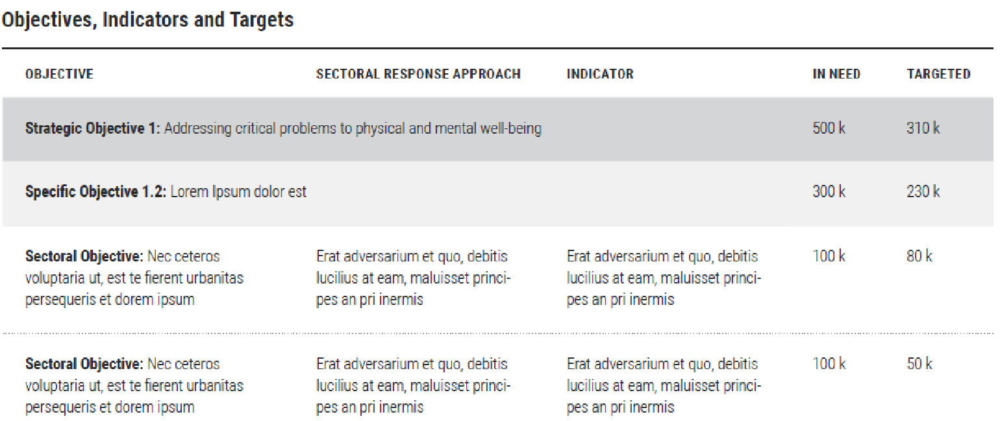 Objectives, Indicators and Targets
OBJECTIVE SECTORAL RESPONSE APPROACH INDICATOR IN NEED TARGETED
Strategic Objective 1: Addressing critical problems to physical and mental well-being 500 k 310 k
Specific Objective 1.2: Lorem Ipsum dolor est 300 k 230 k
Sectoral Objective: Nec ceteros Erat adversarium et quo, debitis Erat adversarium et quo, debitis 100 k 80 k
voluptaria ut, est te fierent urbanitas lucilius at eam, maluisset princi- lucilius at eam, maluisset princi-
persequeris et dorem ipsum pes an pri inermis pes an pri inermis
Sectoral Objective: Nec ceteros Erat adversarium et quo, debitis Erat adversarium et quo, debitis 100 k 50 k
voluptaria ut, est te fierent urbanitas lucilius at eam, maluisset princi- lucilius at eam, maluisset princi-
persequeris et dorem ipsum pes an pri inermis pes an pri inermis